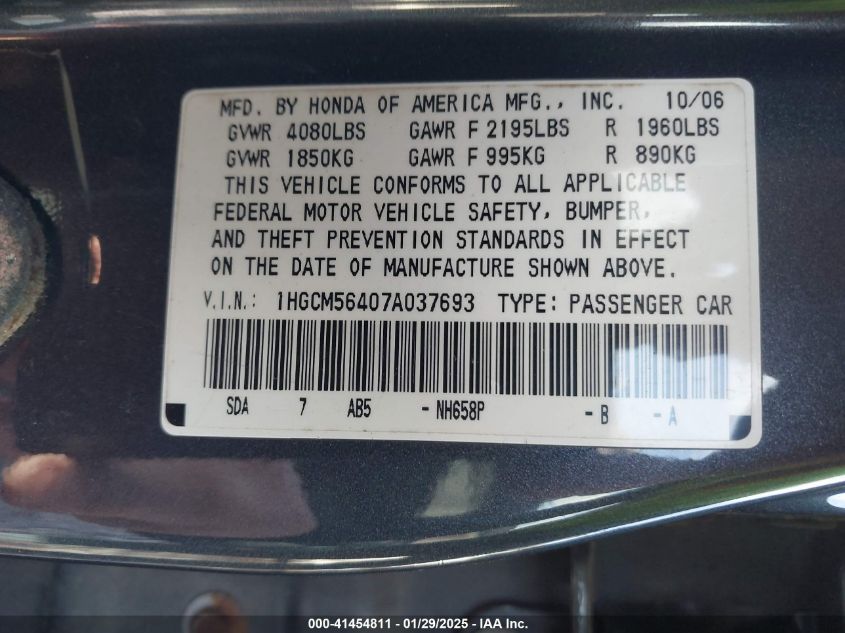 MFD. BY HONDA OF AMERICA MFG., INC. 10/06
GVWR 4080LBS GAWR F 2195LBS R 1960LBS
GVWR 1850KG GAWR F 995KG R 890KG
THIS VEHICLE CONFORMS TO ALL APPLICABLE
FEDERAL MOTOR VEHICLE SAFETY, BUMPER,
AND THEFT PREVENTION STANDARDS IN EFFECT
ON THE DATE OF MANUFACTURE SHOWN ABOVE.
V.I.N.: 1HGCM56407A037693 TYPE: PASSENGER CAR
SDA 7 AB5 - NH658P - B - A
000-41454811 - 01/29/2025 - IAA Inc.